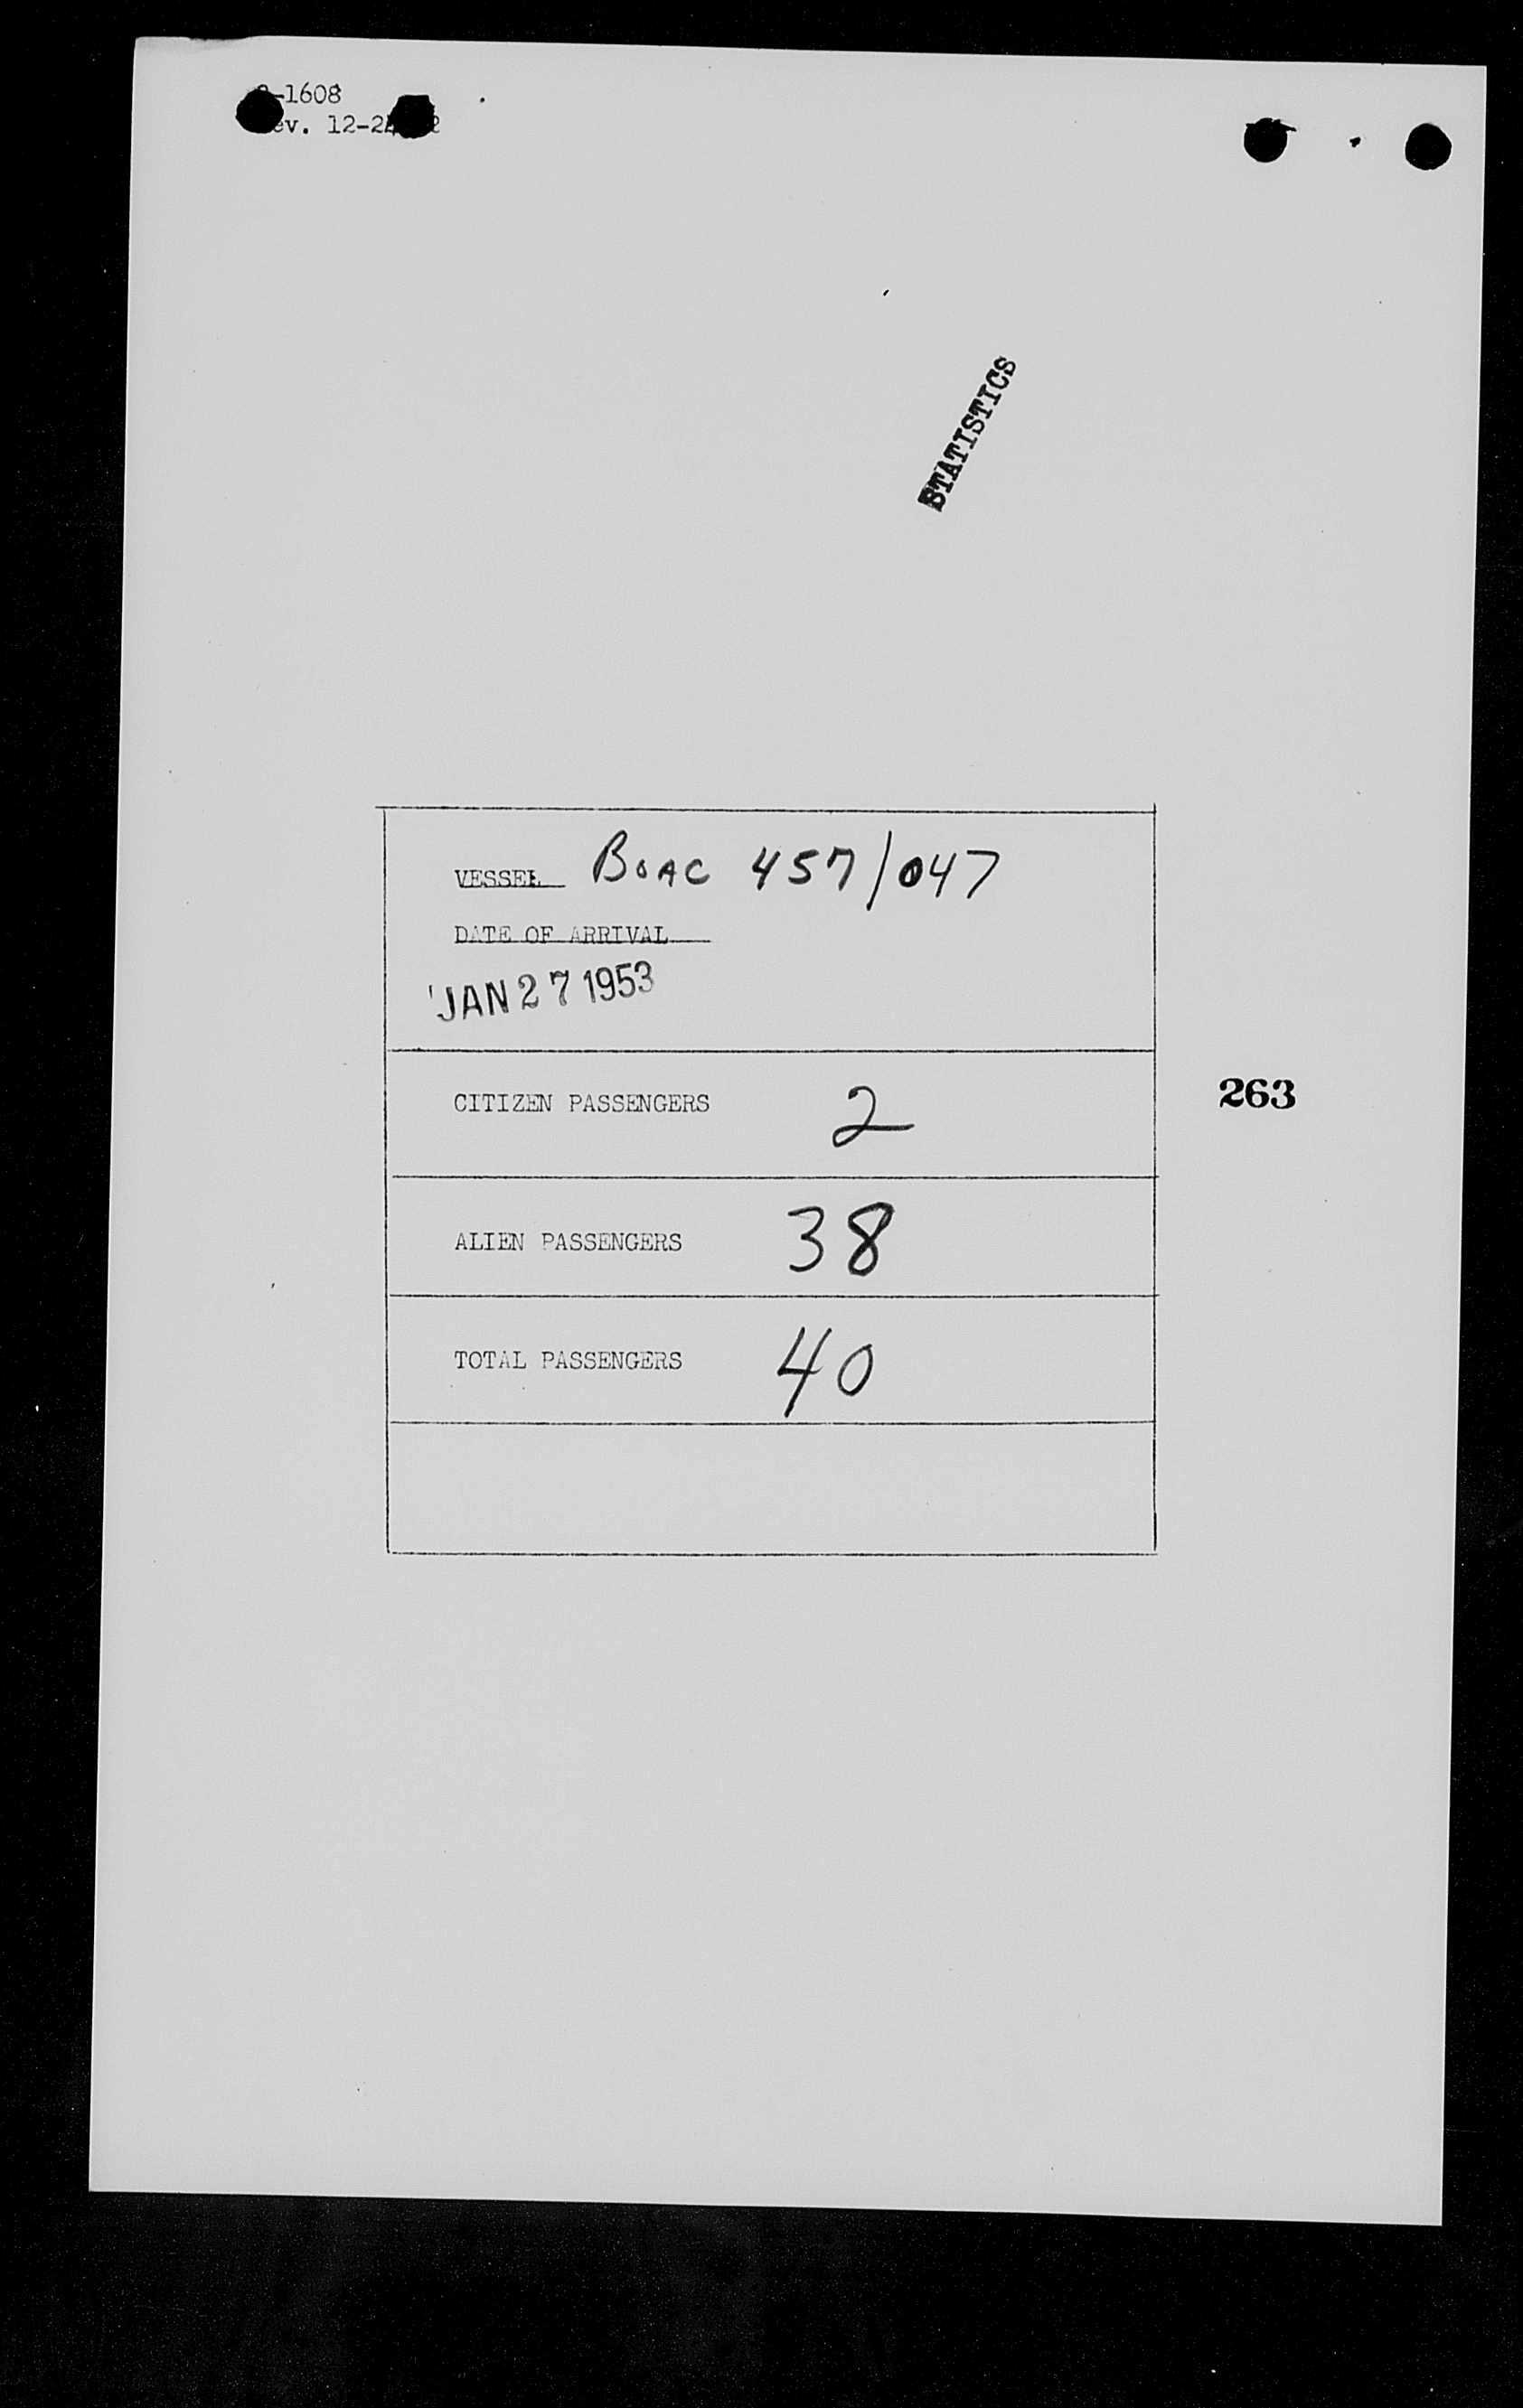 -1608
ev. 12-24
STATISTICS
VESSEL BOAC 457/047
DATE OF ARRIVAL
JAN 27 1953
CITIZEN PASSENGERS 2
263
ALIEN PASSENGERS 38
TOTAL PASSENGERS 40